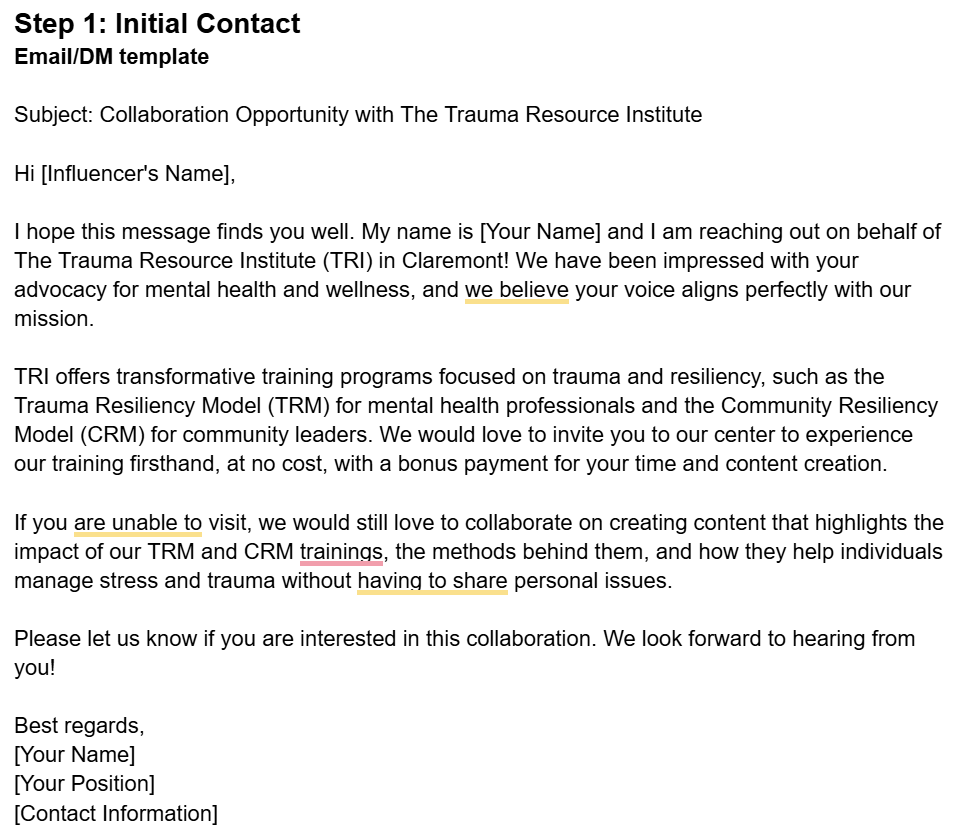 Step 1: Initial Contact
Email/DM template
Subject: Collaboration Opportunity with The Trauma Resource Institute
Hi [Influencer's Name],
I hope this message finds you well. My name is [Your Name] and I am reaching out on behalf of
The Trauma Resource Institute (TRI) in Claremont! We have been impressed with your
advocacy for mental health and wellness, and we believe your voice aligns perfectly with our
mission.
TRI offers transformative training programs focused on trauma and resiliency, such as the
Trauma Resiliency Model (TRM) for mental health professionals and the Community Resiliency
Model (CRM) for community leaders. We would love to invite you to our center to experience
our training firsthand, at no cost, with a bonus payment for your time and content creation.
If you are unable to visit, we would still love to collaborate on creating content that highlights the
impact of our TRM and CRM trainings, the methods behind them, and how they help individuals
manage stress and trauma without having to share personal issues.
Please let us know if you are interested in this collaboration. We look forward to hearing from
you!
Best regards,
[Your Name]
[Your Position]
[Contact Information]